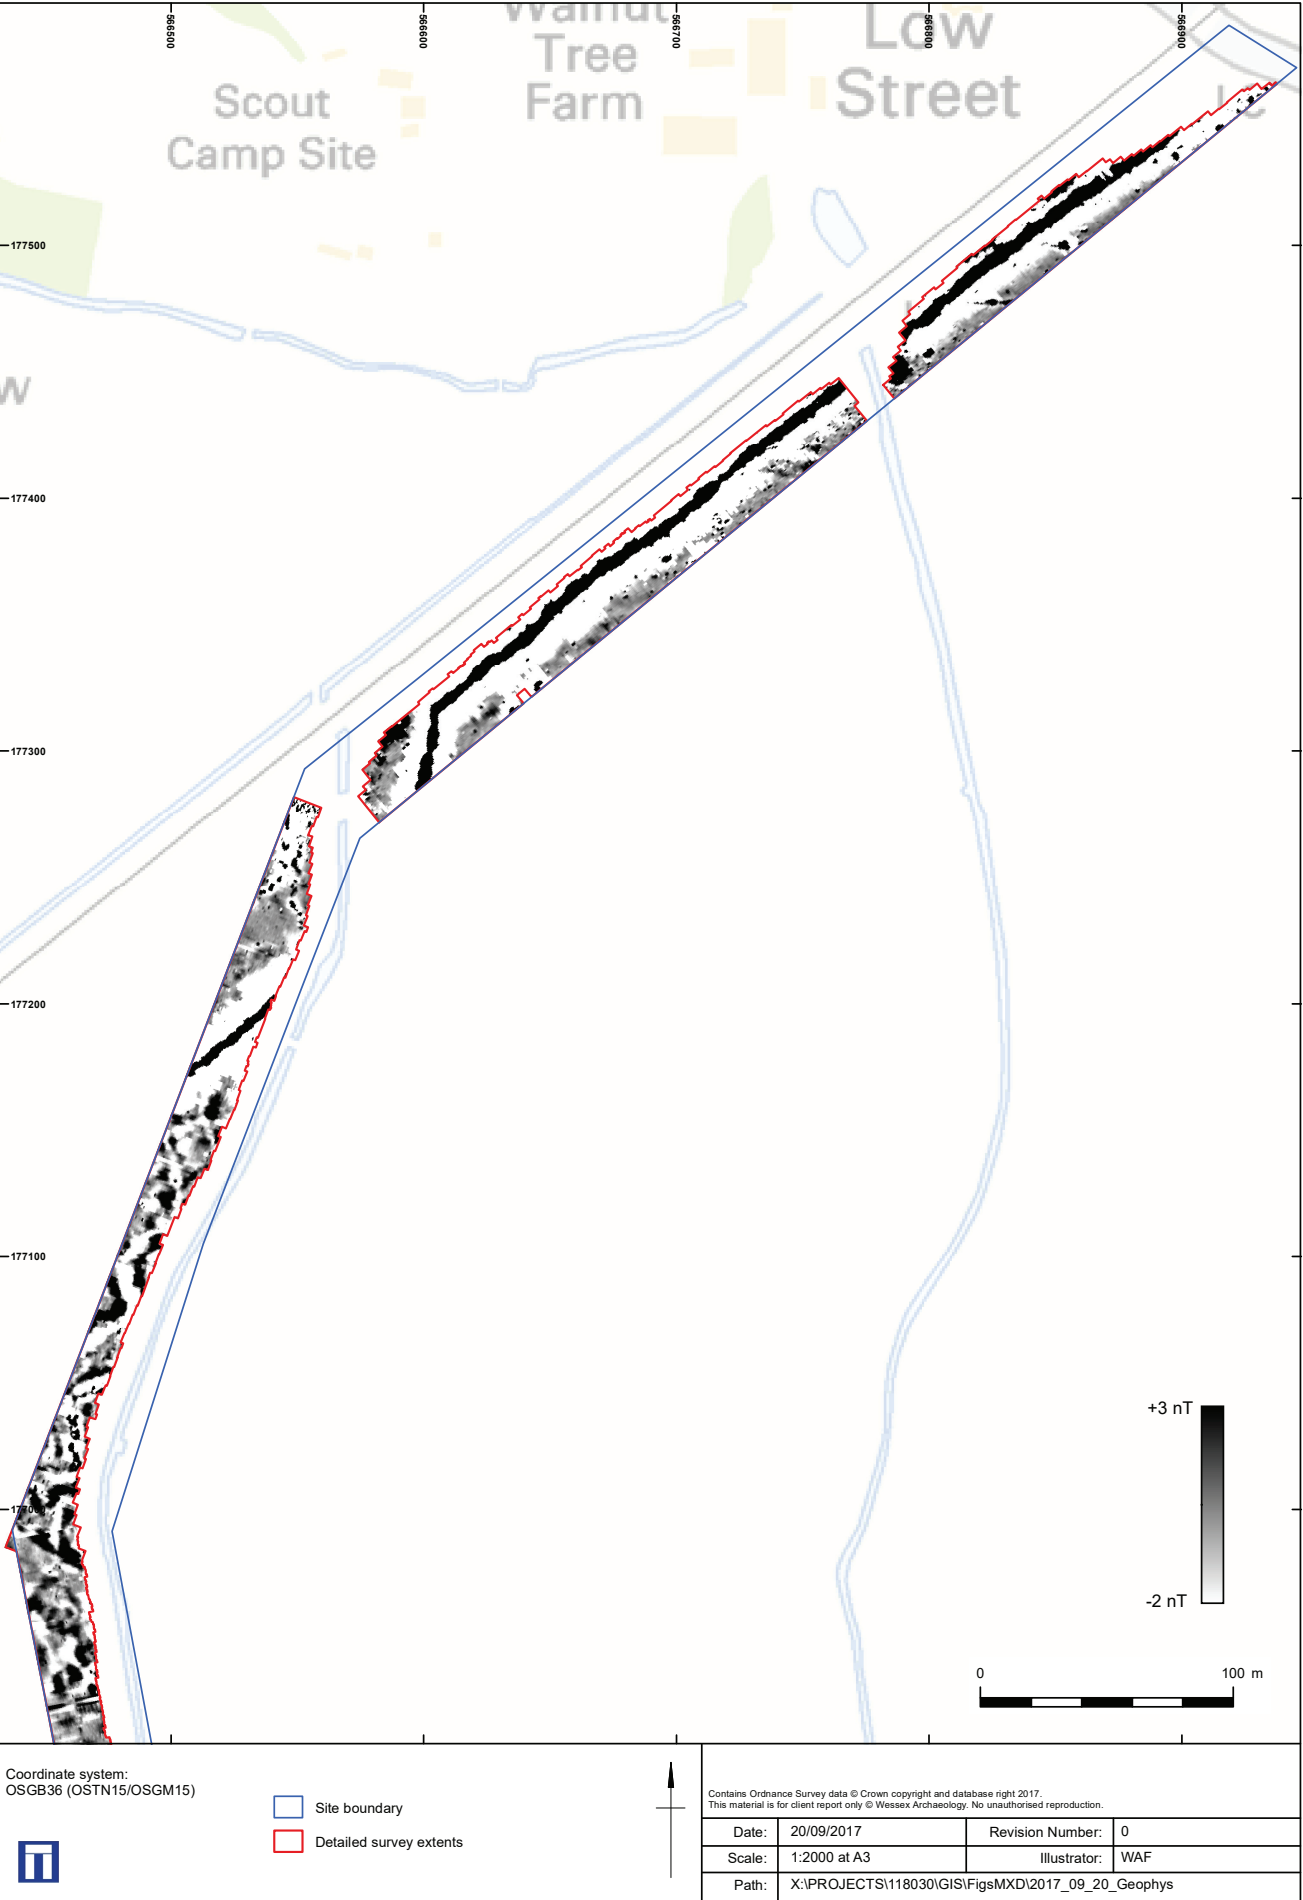 566500
566600
566700
566800
566900
Walnut
Tree
Farm
Low
Street
Scout
Camp Site
Lc
w
177500
177400
177300
177200
177100
177000
+3 nT
-2 nT
0 100 m
Coordinate system:
OSGB36 (OSTN15/OSGM15)
Site boundary
Detailed survey extents
Contains Ordnance Survey data © Crown copyright and database right 2017.
This material is for client report only © Wessex Archaeology. No unauthorised reproduction.
Date: 20/09/2017 Revision Number: 0
Scale: 1:2000 at A3 Illustrator: WAF
Path: X:\PROJECTS\118030\GIS\FigsMXD\2017_09_20_Geophys